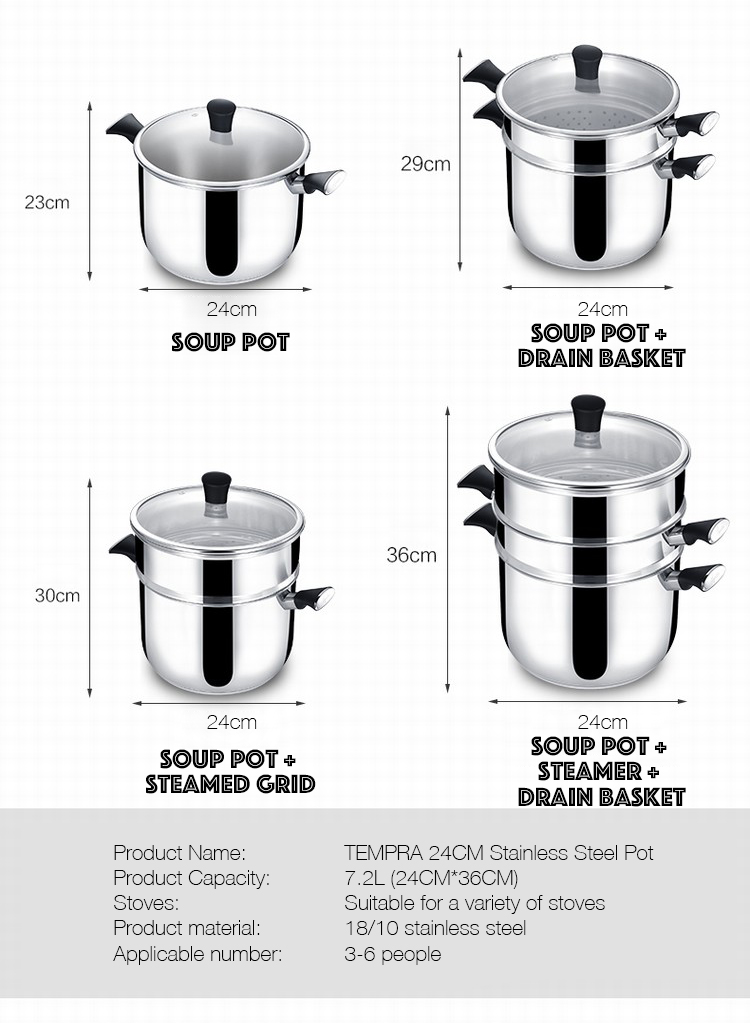 23cm
24cm
SOUP POT
29cm
24cm
SOUP POT +
DRAIN BASKET
30cm
24cm
SOUP POT +
STEAMED GRID
36cm
24cm
SOUP POT +
STEAMER +
DRAIN BASKET
Product Name: TEMPRA 24CM Stainless Steel Pot
Product Capacity: 7.2L (24CM*36CM)
Stoves: Suitable for a variety of stoves
Product material: 18/10 stainless steel
Applicable number: 3-6 people